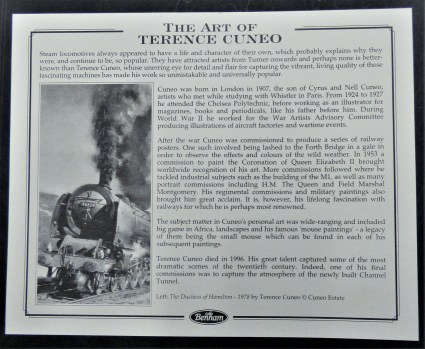 THE ART OF
TERENCE CUNEO
Steam locomotives always appeared to have a life and character of their own, which probably explains why they
were, and continue to be, so popular. They have attracted artists from Turner onwards and perhaps none is better-
known than Terence Cuneo, whose unerring eye for detail and flair for capturing the vibrant, living quality of these
fascinating machines has made his work so unmistakable and universally popular.
Cuneo was born in London in 1907, the son of Cyrus and Nell Cuneo,
artists who met while studying with Whistler in Paris. From 1924 to 1927
he attended the Chelsea Polytechnic, before working as an illustrator for
magazines, books and periodicals, like his father before him. During
World War II he worked for the War Artists Advisory Committee
producing illustrations of aircraft factories and wartime events.
After the war Cuneo was commissioned to produce a series of railway
posters. One such involved being lashed to the Forth Bridge in a gale in
order to observe the effects and colours of the wild weather. In 1953 a
commission to paint the Coronation of Queen Elizabeth II brought
worldwide recognition of his art. More commissions followed where he
tackled industrial subjects such as the building of the M1, as well as many
portrait commissions including H.M. The Queen and Field Marshal
Montgomery. His regimental commissions and military paintings also
brought him great acclaim. It is, however, his lifelong fascination with
railways for which he is perhaps most renowned.
The subject matter in Cuneo's personal art was wide-ranging and included
big game in Africa, landscapes and his famous 'mouse paintings' - a legacy
of them being the small mouse which can be found in each of his
subsequent paintings.
Terence Cuneo died in 1996. His great talent captured some of the most
dramatic scenes of the twentieth century. Indeed, one of his final
commissions was to capture the atmosphere of the newly built Channel
Tunnel.
Left: The Duchess of Hamilton - 1978 by Terence Cuneo © Cuneo Estate
Benham